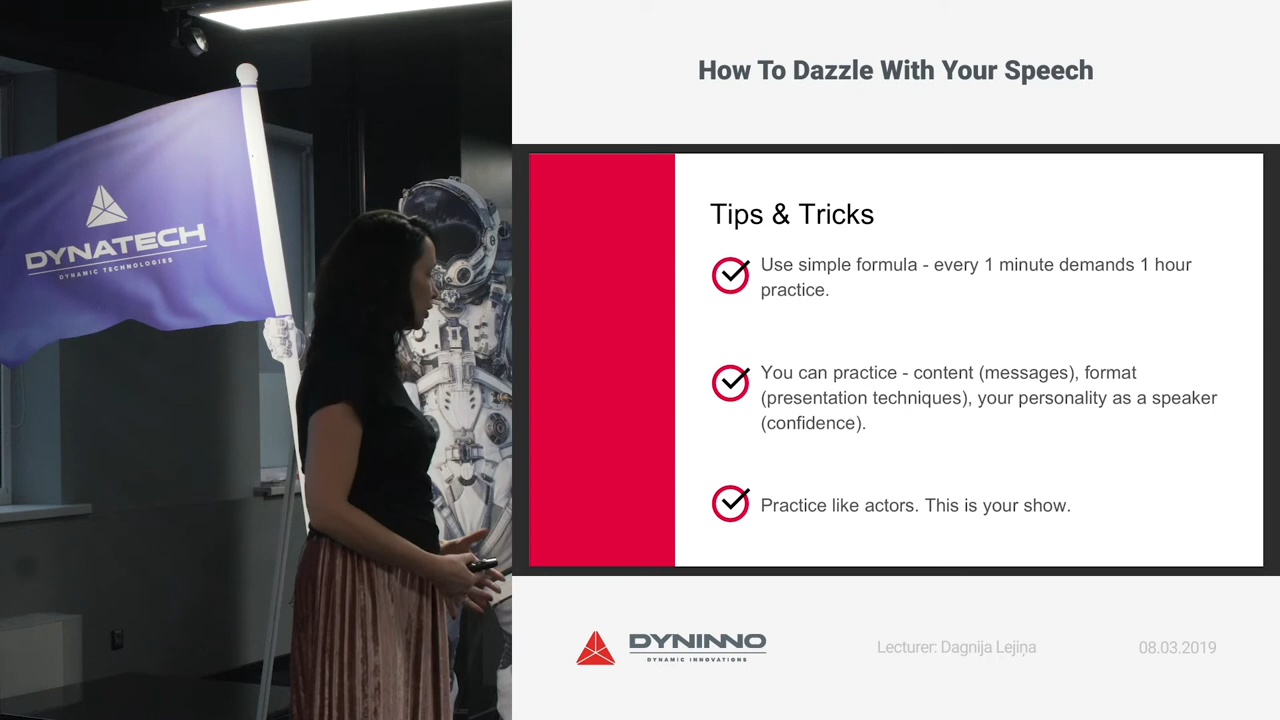 How To Dazzle With Your Speech
DYNATECH
DYNAMIC TECHNOLOGIES
Tips & Tricks
Use simple formula - every 1 minute demands 1 hour
practice.
You can practice - content (messages), format
(presentation techniques), your personality as a speaker
(confidence).
Practice like actors. This is your show.
DYNINNO
DYNAMIC INNOVATIONS
Lecturer: Dagnija Lejiņa
08.03.2019